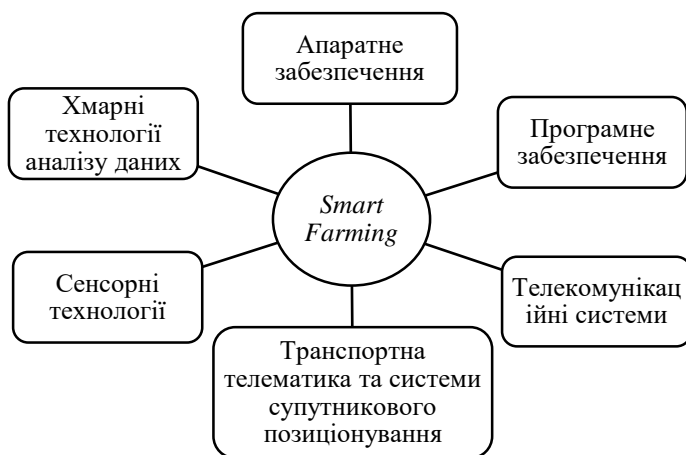 Апаратне
забезпечення
Хмарні
технології
аналізу даних
Програмне
забезпечення
Smart
Farming
Сенсорні
технології
Телекомунікац
ійні системи
Транспортна
телематика та системи
супутникового
позиціонування